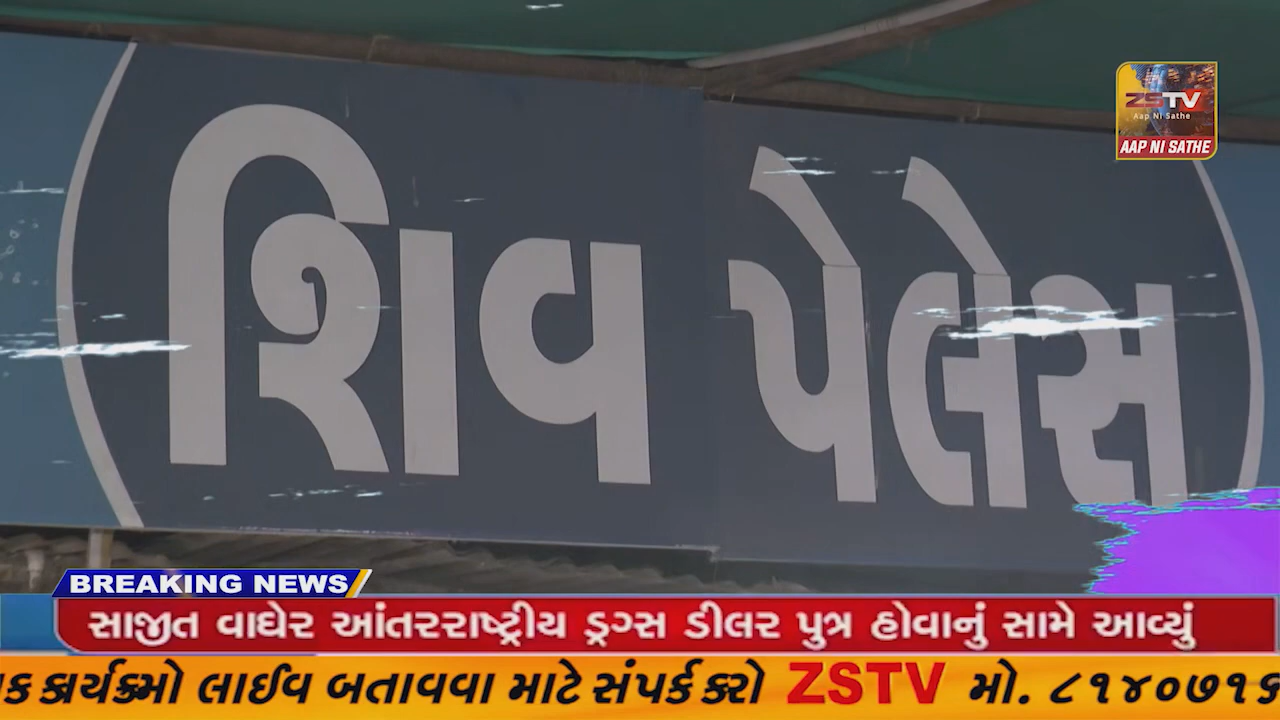 શિવ પેલેસ
ZSTV
Aap Ni Sathe
AAP NI SATHE
BREAKING NEWS
સાજીત વાઘેર આંતરરાષ્ટ્રીય ડ્રગ્સ ડીલર પુત્ર હોવાનું સામે આવ્યું
કાર્યક્રમો લાઈવ બતાવવા માટે સંપર્ક કરો ZSTV મો. ૮૧૪૦૭૧